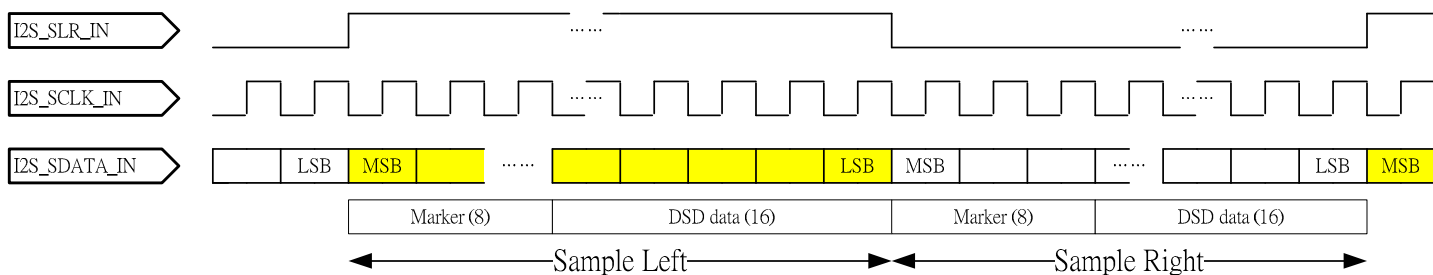 I2S_SLR_IN
…… ……
I2S_SCLK_IN
…… ……
I2S_SDATA_IN
LSB MSB …… LSB MSB …… LSB MSB
Marker (8) DSD data (16) Marker (8) DSD data (16)
Sample Left Sample Right